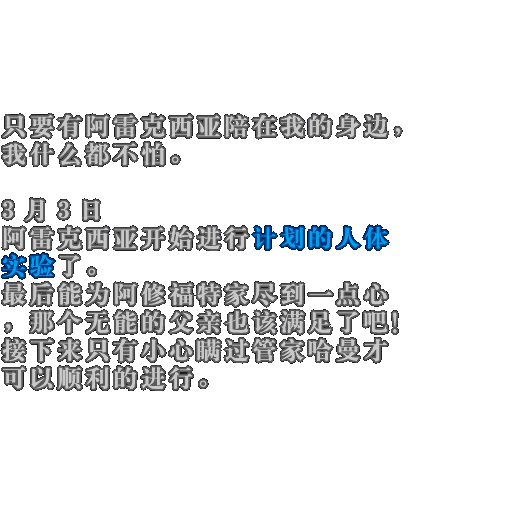 只要有阿雷克西亚陪在我的身边，
我什么都不怕。
3月3日
阿雷克西亚开始进行计划的人体
实验了。
最后能为阿修福特家尽到一点心
，那个无能的父亲也该满足了吧！
接下来只有小心瞒过管家哈曼才
可以顺利的进行。